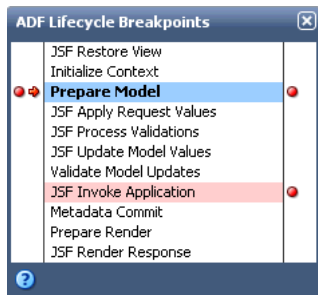 ADF Lifecycle Breakpoints
JSF Restore View
Initialize Context
Prepare Model
JSF Apply Request Values
JSF Process Validations
JSF Update Model Values
Validate Model Updates
JSF Invoke Application
Metadata Commit
Prepare Render
JSF Render Response
?